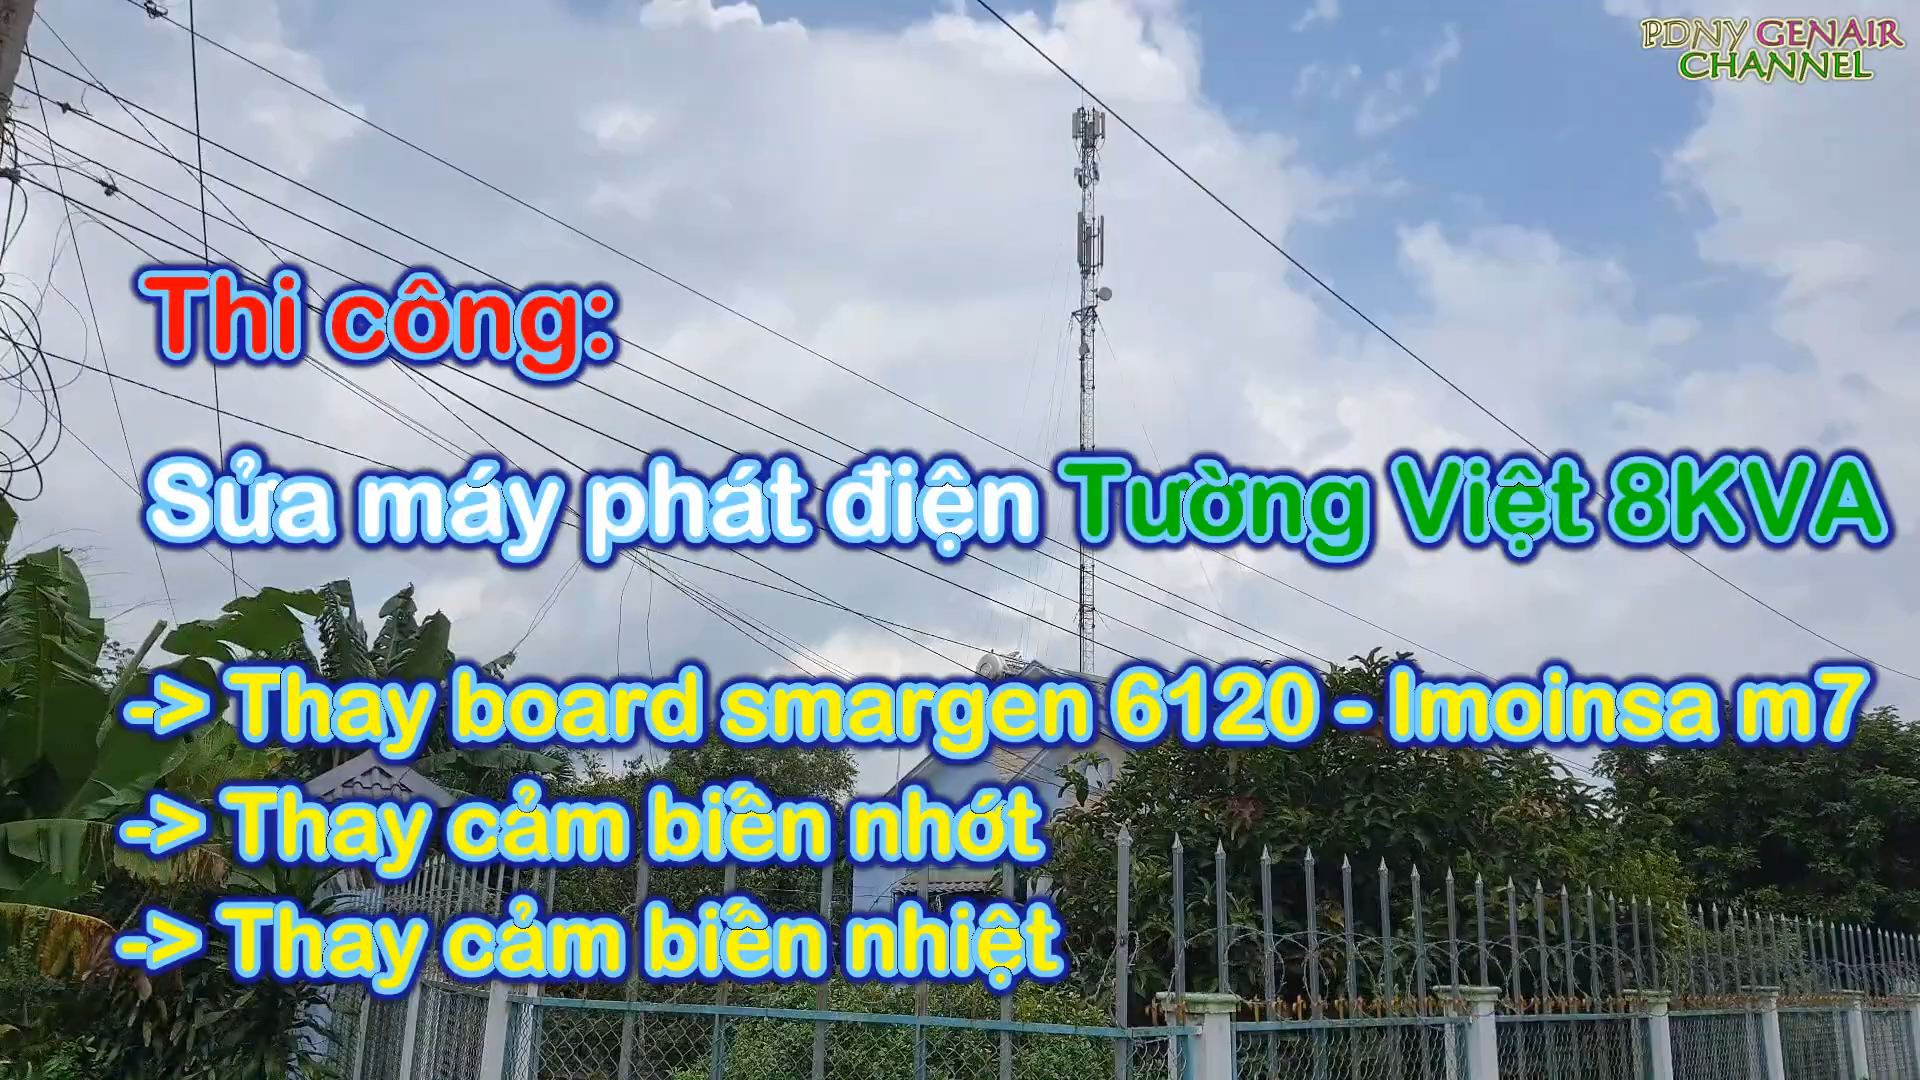 PDNY GENAIR
CHANNEL
Thi công:
Sửa máy phát điện Tường Việt 8KVA
-> Thay board smargen 6120 - Imoinsa m7
-> Thay cảm biến nhớt
-> Thay cảm biến nhiệt